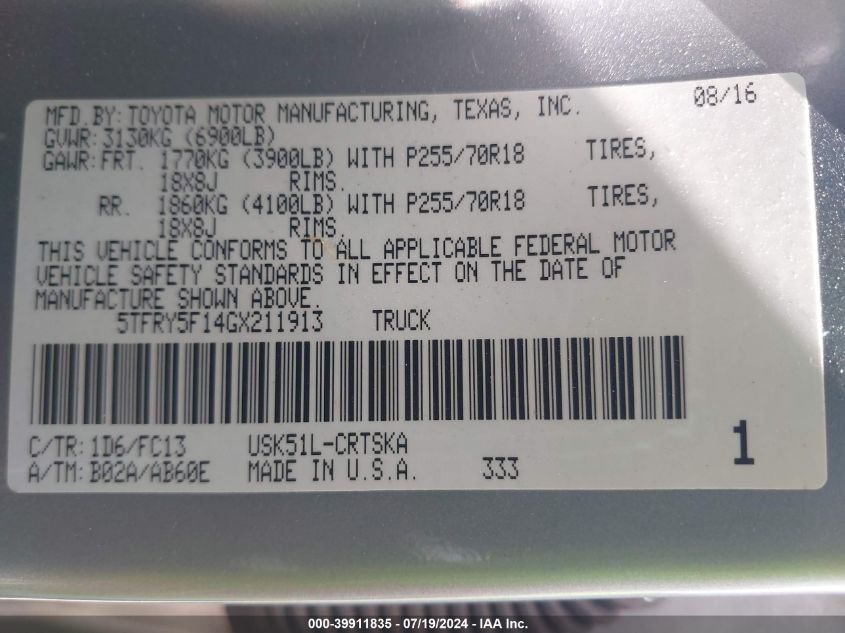 MFD.BY: TOYOTA MOTOR MANUFACTURING, TEXAS, INC. 08/16
GVWR: 3130KG (6900LB)
GAWR: FRT. 1770KG (3900LB) WITH P255/70R18 TIRES,
18X8J RIMS.
RR. 1860KG (4100LB) WITH P255/70R18 TIRES,
18X8J RIMS.
THIS VEHICLE CONFORMS TO ALL APPLICABLE FEDERAL MOTOR
VEHICLE SAFETY STANDARDS IN EFFECT ON THE DATE OF
MANUFACTURE SHOWN ABOVE.
5TFRY5F14GX211913 TRUCK
C/TR: 1D6/FC13 USK51L-CRTSKA
A/TM: B02A/AB60E MADE IN U.S.A. 333
1
000-39911835 - 07/19/2024 - IAA Inc.